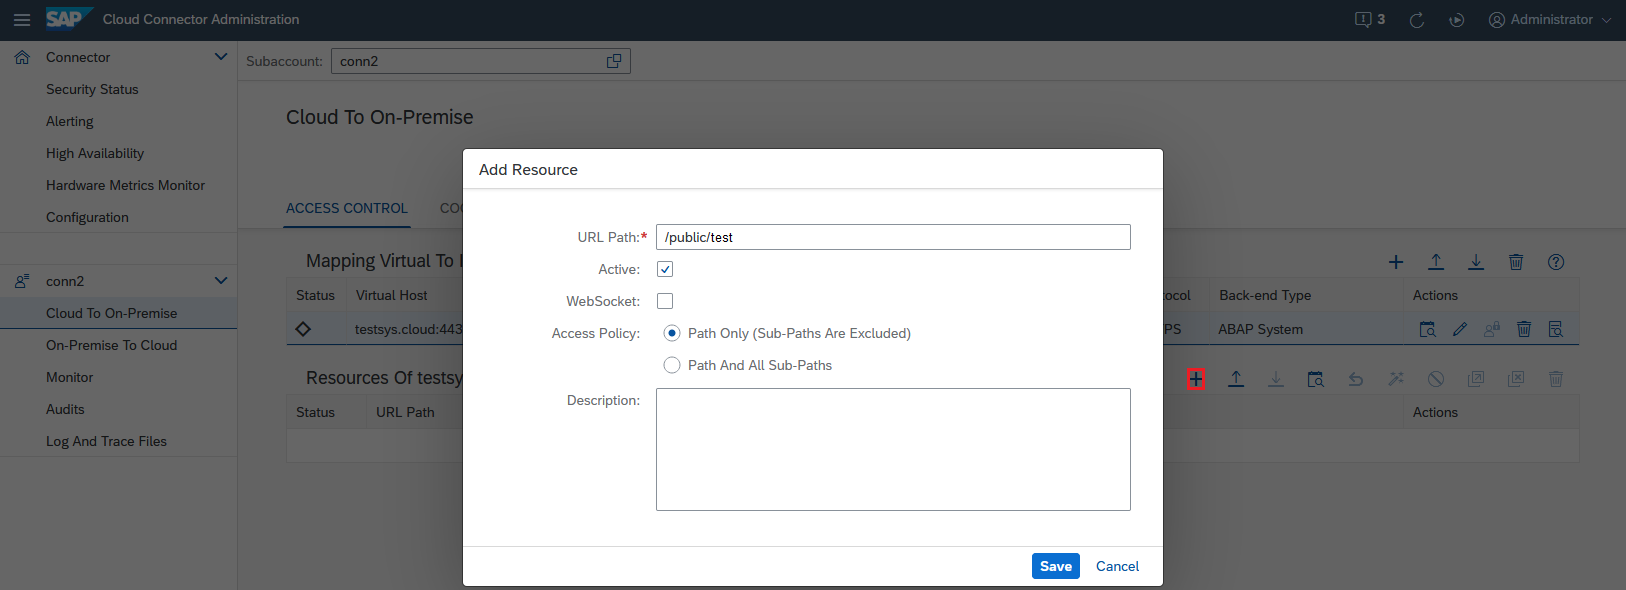 SAP Cloud Connector Administration 3 Administrator
Connector
Security Status
Alerting
High Availability
Hardware Metrics Monitor
Configuration
conn2
Cloud To On-Premise
On-Premise To Cloud
Monitor
Audits
Log And Trace Files
Subaccount: conn2
Cloud To On-Premise
ACCESS CONTROL
Mapping Virtual To
Status Virtual Host Back-end Type Actions
testsys.cloud:443 ABAP System
Resources Of testsy
Status URL Path Actions
Add Resource
URL Path:* /public/test
Active:
WebSocket:
Access Policy: Path Only (Sub-Paths Are Excluded)
Path And All Sub-Paths
Description:
Save Cancel